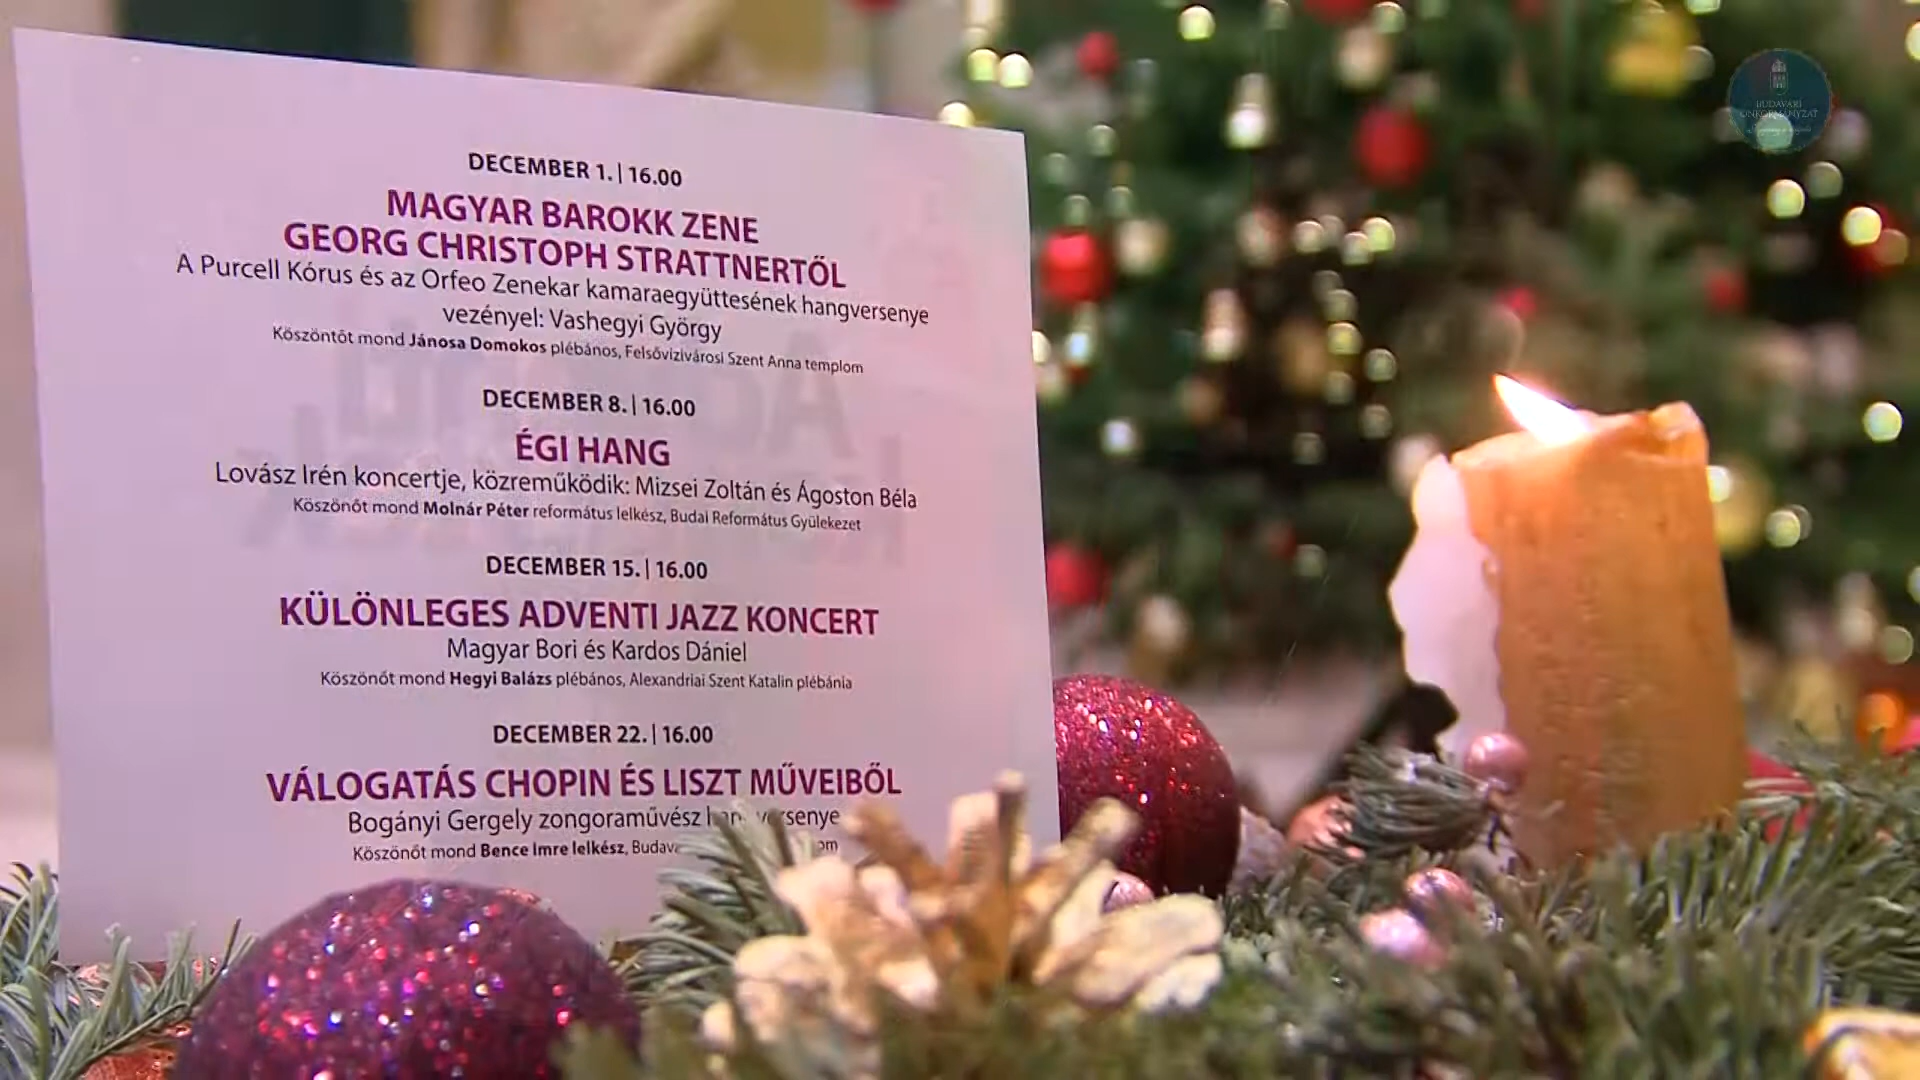 DECEMBER 1. | 16.00
MAGYAR BAROKK ZENE
GEORG CHRISTOPH STRATTNERTŐL
A Purcell Kórus és az Orfeo Zenekar kamaraegyüttesének hangversenye
vezényel: Vashegyi György
Köszöntőt mond Jánosa Domokos plébános, Felsővizivárosi Szent Anna templom
DECEMBER 8. | 16.00
ÉGI HANG
Lovász Irén koncertje, közreműködik: Mizsei Zoltán és Ágoston Béla
Köszönőt mond Molnár Péter református lelkész, Budai Református Gyülekezet
DECEMBER 15. | 16.00
KÜLÖNLEGES ADVENTI JAZZ KONCERT
Magyar Bori és Kardos Dániel
Köszönőt mond Hegyi Balázs plébános, Alexandriai Szent Katalin plébánia
DECEMBER 22. | 16.00
VÁLOGATÁS CHOPIN ÉS LISZT MŰVEIBŐL
Bogányi Gergely zongoraművész
Köszönőt mond Bence Imre lelkész,
BUDAVÁRI
ÖNKORMÁNYZAT